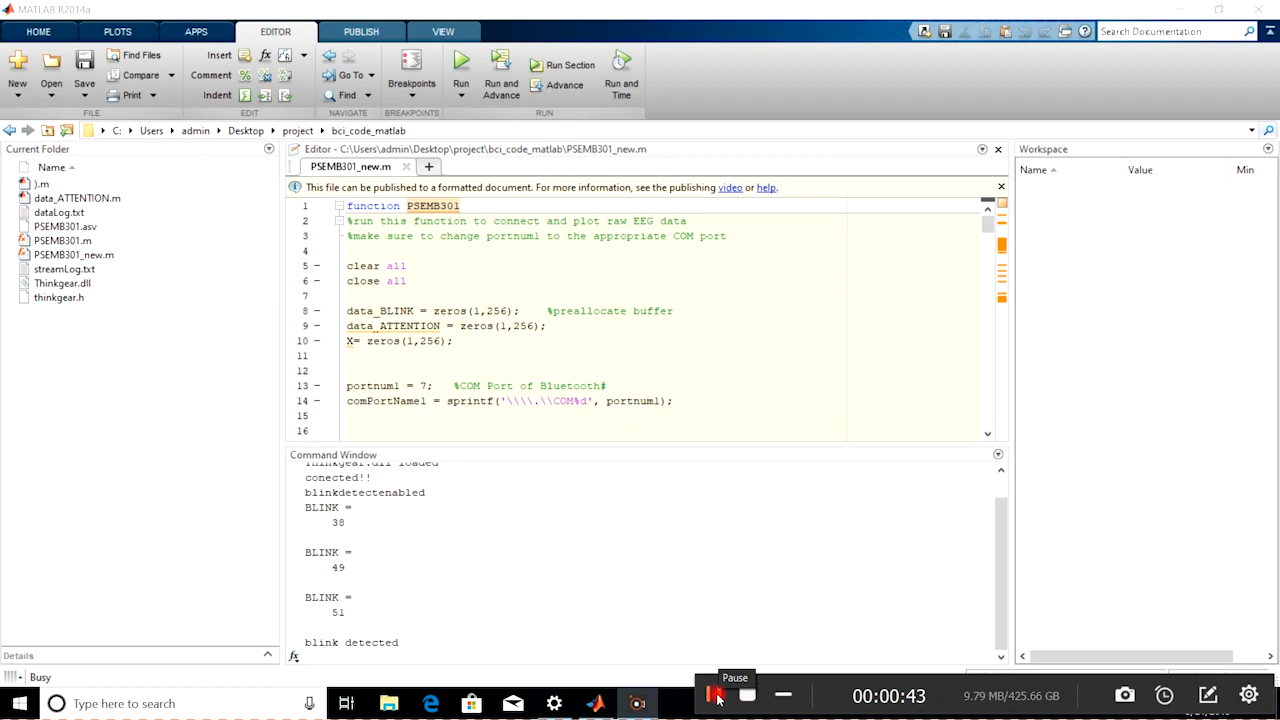 MATLAB R2014a
HOME PLOTS APPS EDITOR PUBLISH VIEW Search Documentation
New Open Save Find Files Compare Print Insert Comment Indent Go To Find Breakpoints Run Run and Advance Run Section Advance Run and Time
FILE EDIT NAVIGATE BREAKPOINTS RUN
C: Users admin Desktop project bci_code_matlab
Current Folder
Name
).m
data_ATTENTION.m
dataLog.txt
PSEMB301.asv
PSEMB301.m
PSEMB301_new.m
streamLog.txt
Thinkgear.dll
thinkgear.h
Details
Editor - C:\Users\admin\Desktop\project\bci_code_matlab\PSEMB301_new.m
PSEMB301_new.m
This file can be published to a formatted document. For more information, see the publishing video or help.
1 function PSEMB301
2 %run this function to connect and plot raw EEG data
3 %make sure to change portnum1 to the appropriate COM port
4
5 clear all
6 close all
7
8 data_BLINK = zeros(1,256); %preallocate buffer
9 data_ATTENTION = zeros(1,256);
10 X= zeros(1,256);
11
12
13 portnum1 = 7; %COM Port of Bluetooth#
14 comPortName1 = sprintf('\\\\.\\COM%d', portnum1);
15
16
Command Window
Thinkgear.dll loaded
conected!!
blinkdetectenabled
BLINK =
38
BLINK =
49
BLINK =
51
blink detected
fx
Workspace
Name Value Min
Busy
Pause
Type here to search
00:00:43 9.79 MB/425.66 GB